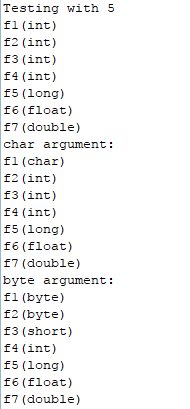 Testing with 5
f1(int)
f2(int)
f3(int)
f4(int)
f5(long)
f6(float)
f7(double)
char argument:
f1(char)
f2(int)
f3(int)
f4(int)
f5(long)
f6(float)
f7(double)
byte argument:
f1(byte)
f2(byte)
f3(short)
f4(int)
f5(long)
f6(float)
f7(double)